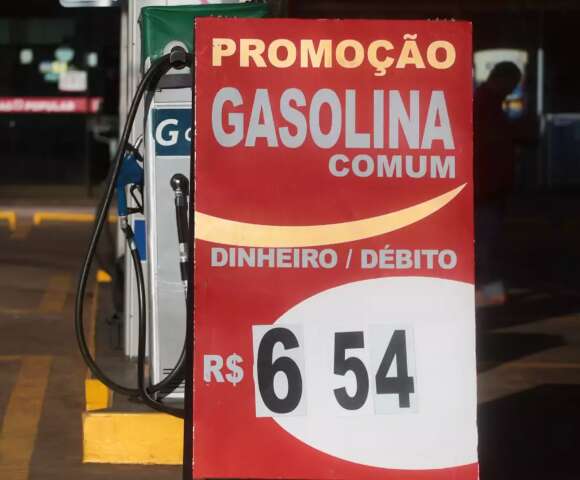 PROMOÇÃO
GASOLINA
COMUM
DINHEIRO / DÉBITO
R$ 6 54